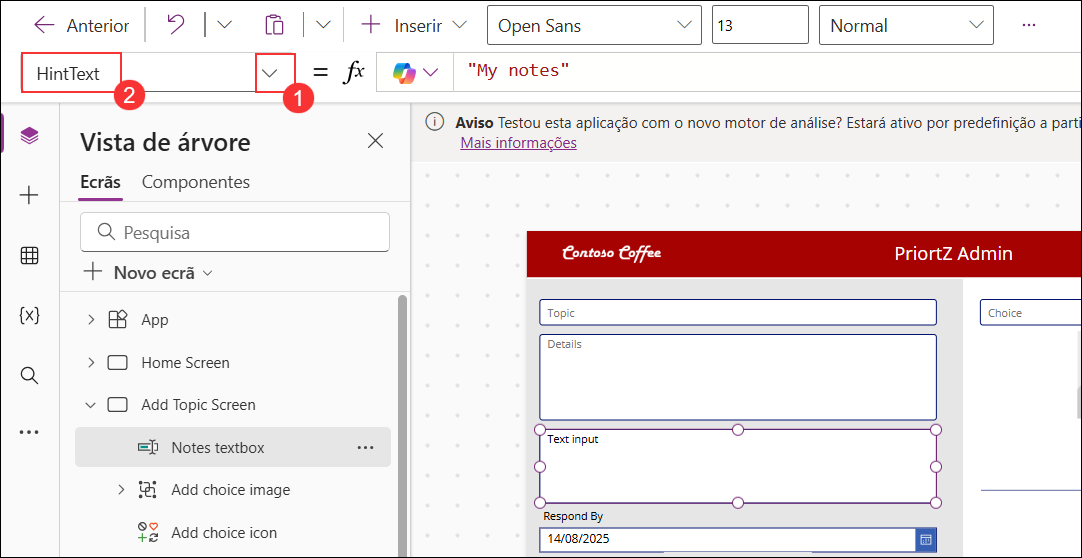 Anterior
Inserir
Open Sans
13
Normal
...
HintText
2
1
= fx
"My notes"
Vista de árvore
Ecrãs
Componentes
Pesquisa
Novo ecrã
App
Home Screen
Add Topic Screen
Notes textbox
...
Add choice image
Add choice icon
Aviso Testou esta aplicação com o novo motor de análise? Estará ativo por predefinição a parti
Mais informações
Contoso Coffee
PriortZ Admin
Topic
Details
Text input
Respond By
14/08/2025
Choice